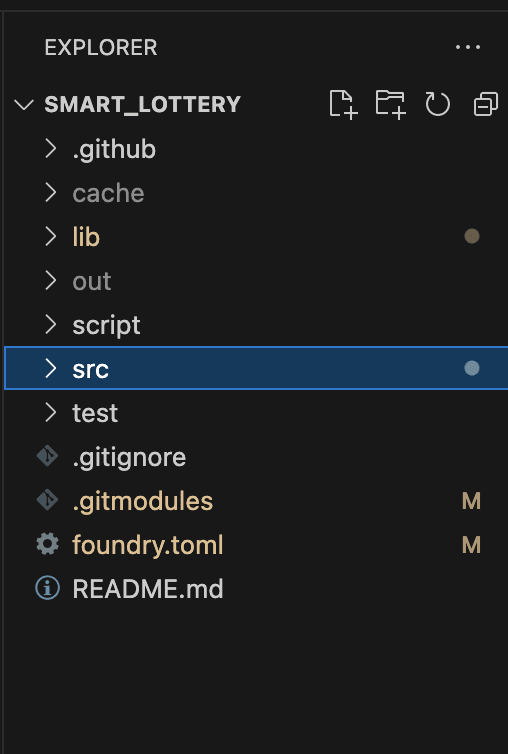 EXPLORER
SMART_LOTTERY
.github
cache
lib
out
script
src
test
.gitignore
.gitmodules M
foundry.toml M
README.md